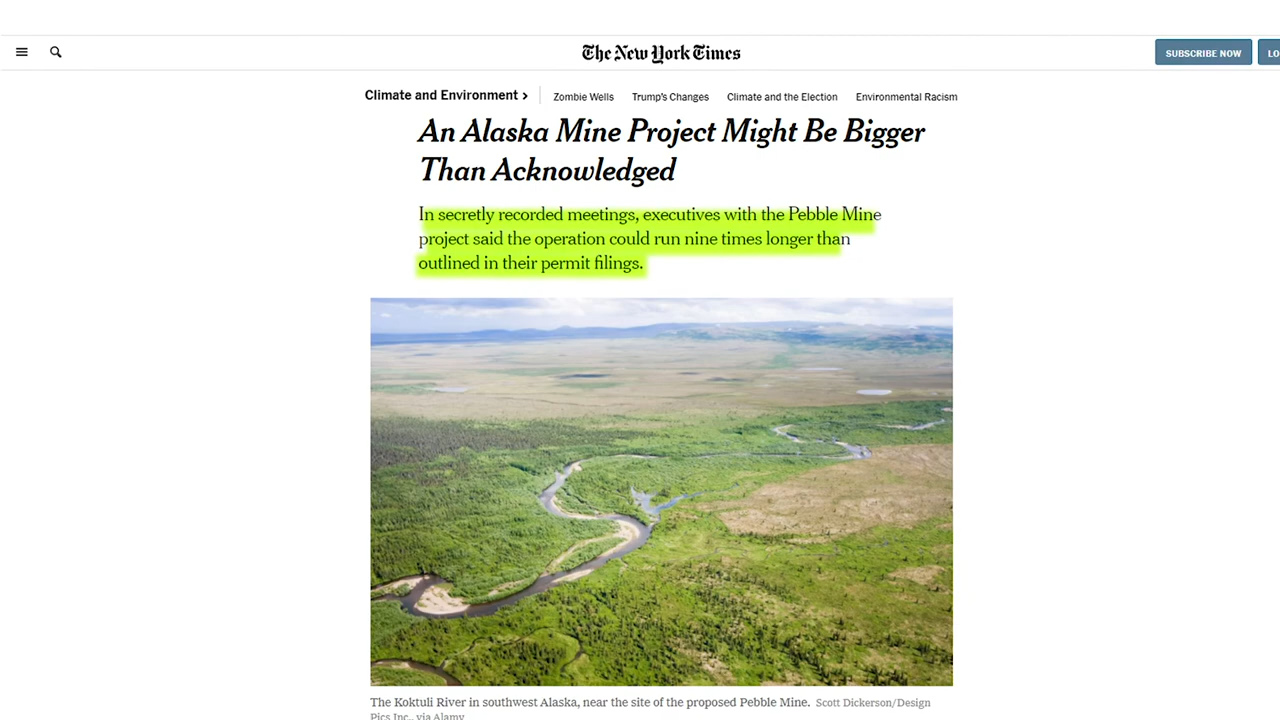 The New York Times
SUBSCRIBE NOW
LO
Climate and Environment >
Zombie Wells
Trump's Changes
Climate and the Election
Environmental Racism
An Alaska Mine Project Might Be Bigger
Than Acknowledged
In secretly recorded meetings, executives with the Pebble Mine
project said the operation could run nine times longer than
outlined in their permit filings.
The Koktuli River in southwest Alaska, near the site of the proposed Pebble Mine. Scott Dickerson/Design
Pics Inc., via Alamy